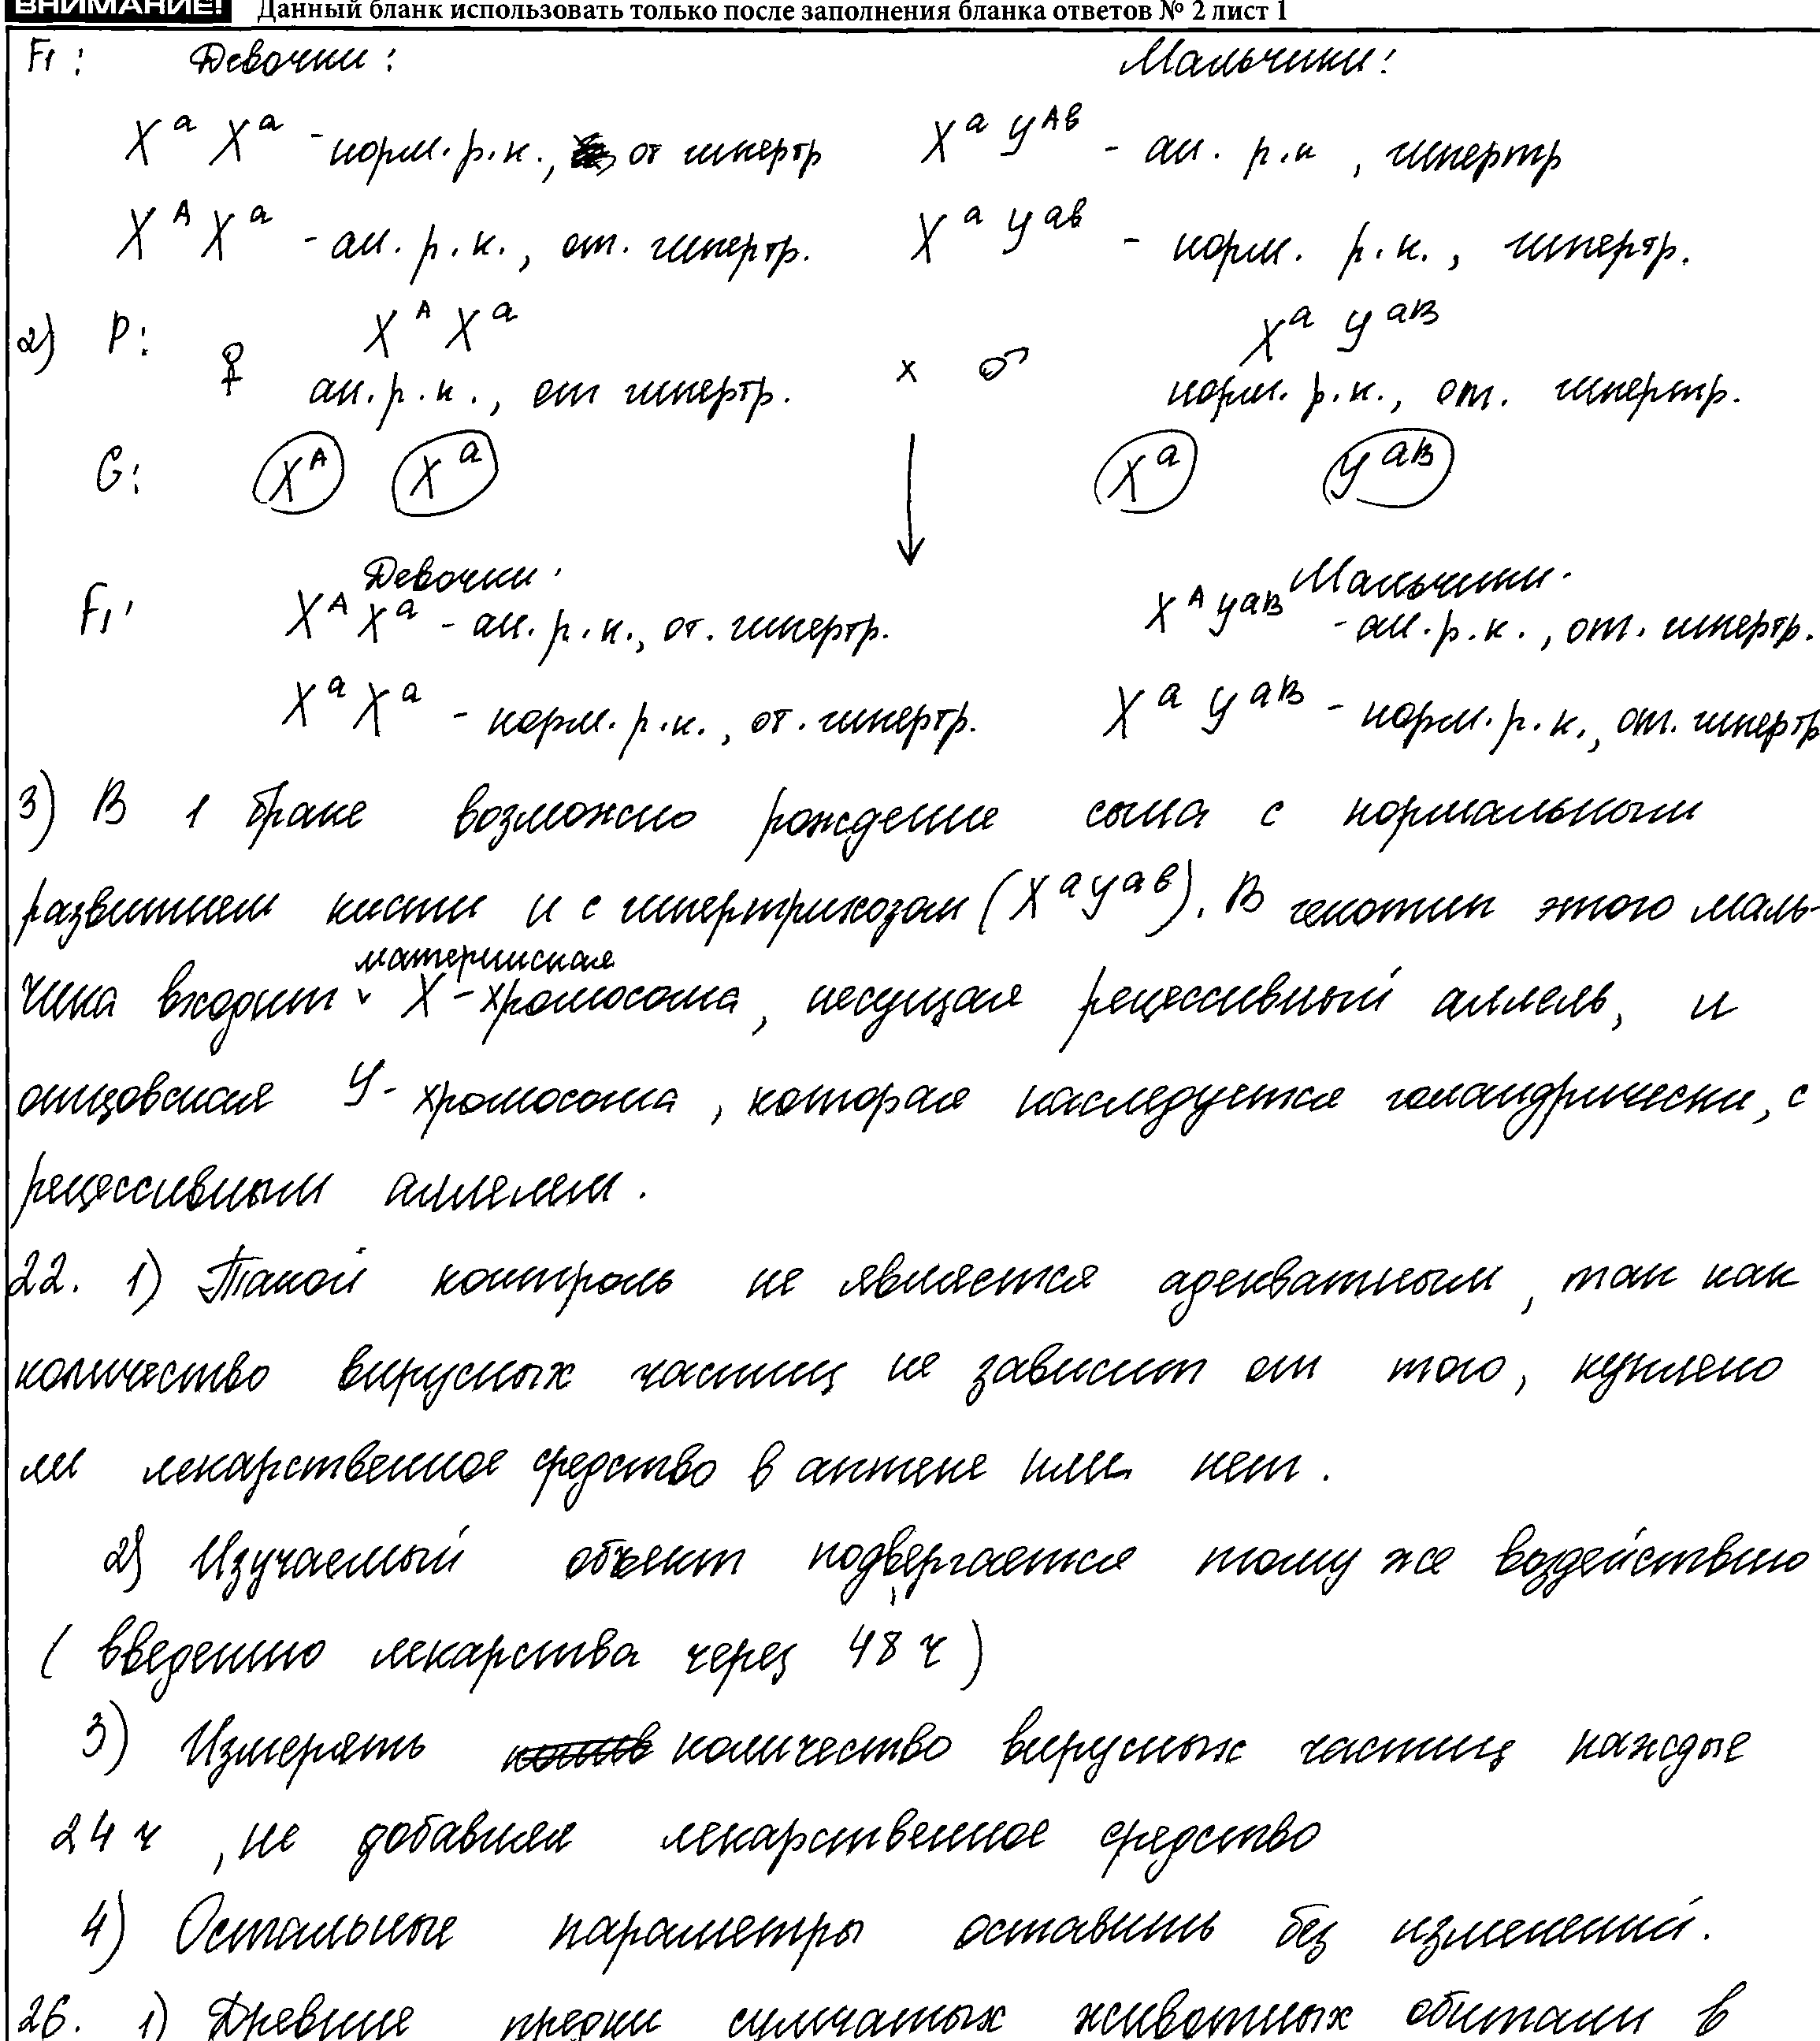 ВНИМАНИЕ! Данный бланк использовать только после заполнения бланка ответов № 2 лист 1
F1: Девочки: Мальчики:
X^a X^a - норм. р.к., от гипертр X^a Y^Ab - ан. р.к, гипертр
X^A X^a - ан. р.к., от. гипертр. X^a Y^ab - норм. р.к., гипертр.
2) P: ♀ X^A X^a x ♂ X^a Y^aB
ан. р.к., от гипертр. норм. р.к., от. гипертр.
G: X^A X^a X^a Y^aB
F1: Девочки: Мальчики:
X^A X^a - ан. р.к., от. гипертр. X^A Y^aB - ан. р.к., от. гипертр.
X^a X^a - норм. р.к., от. гипертр. X^a Y^aB - норм. р.к., от. гипертр
3) В 1 браке возможно рождение сына с нормальным
развитием кисти и с гипертрихозом (X^a Y^ab). В генотип этого маль-
чика входит материнская X-хромосома, несущая рецессивный аллель, и
отцовская Y-хромосома, которая наследуется голандрически, с
рецессивным аллелем.
22. 1) Такой контроль не является адекватным, так как
количество вирусных частиц не зависит от того, куплено
ли лекарственное средство в аптеке или нет.
2) Изучаемый объект подвергается тому же воздействию
(введению лекарства через 48 ч)
3) Измерять количество вирусных частиц каждые
24 ч, не добавляя лекарственное средство
4) Остальные параметры оставить без изменений.
26. 1) Древние предки сумчатых животных обитали в